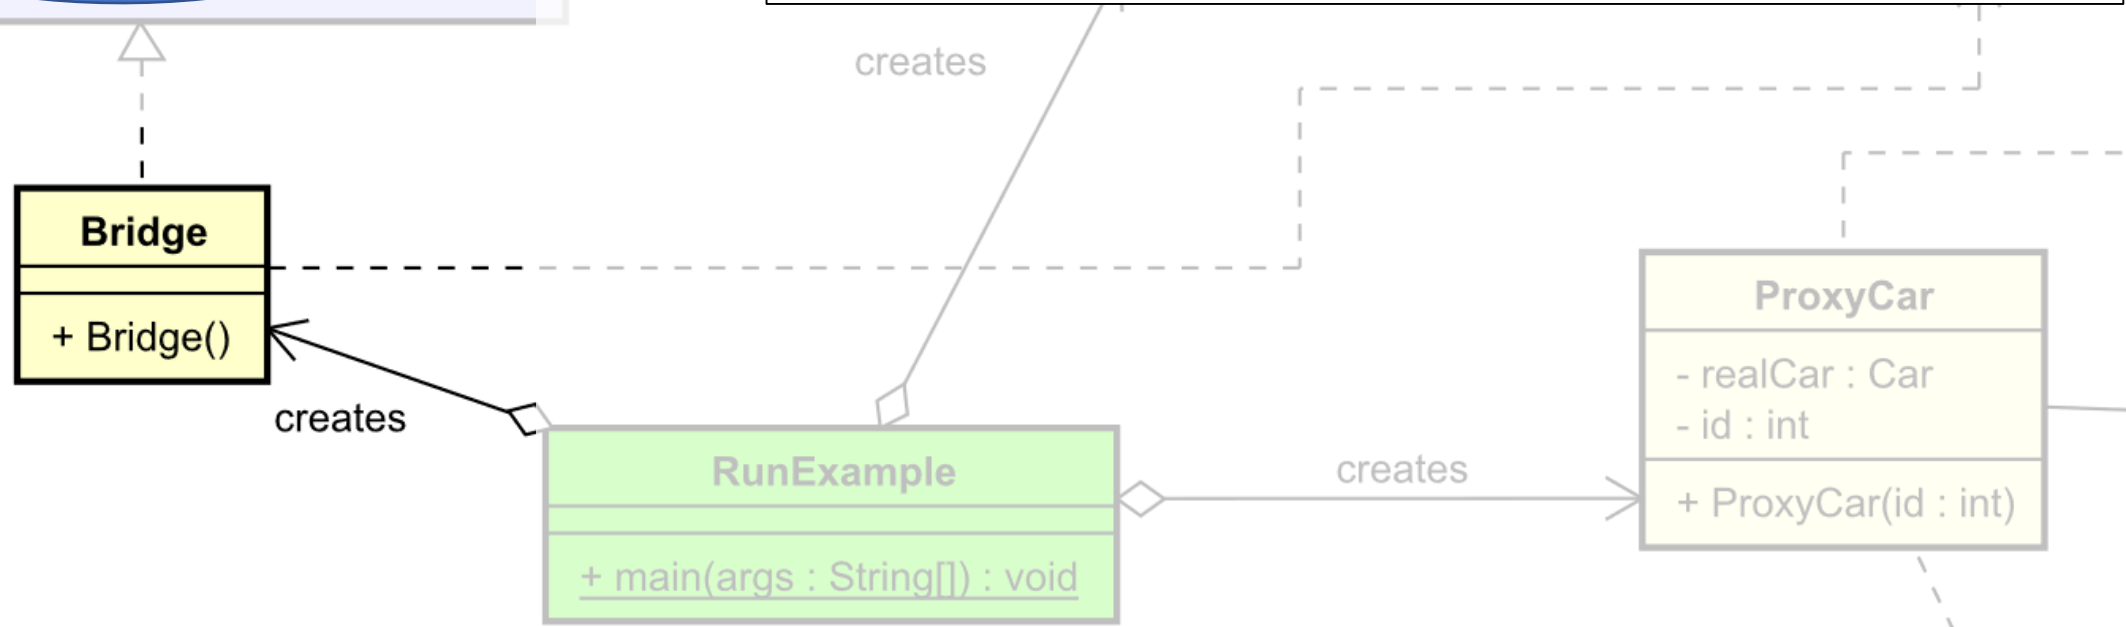 creates
Bridge
+ Bridge()
creates
RunExample
+ main(args : String[]) : void
creates
ProxyCar
- realCar : Car
- id : int
+ ProxyCar(id : int)